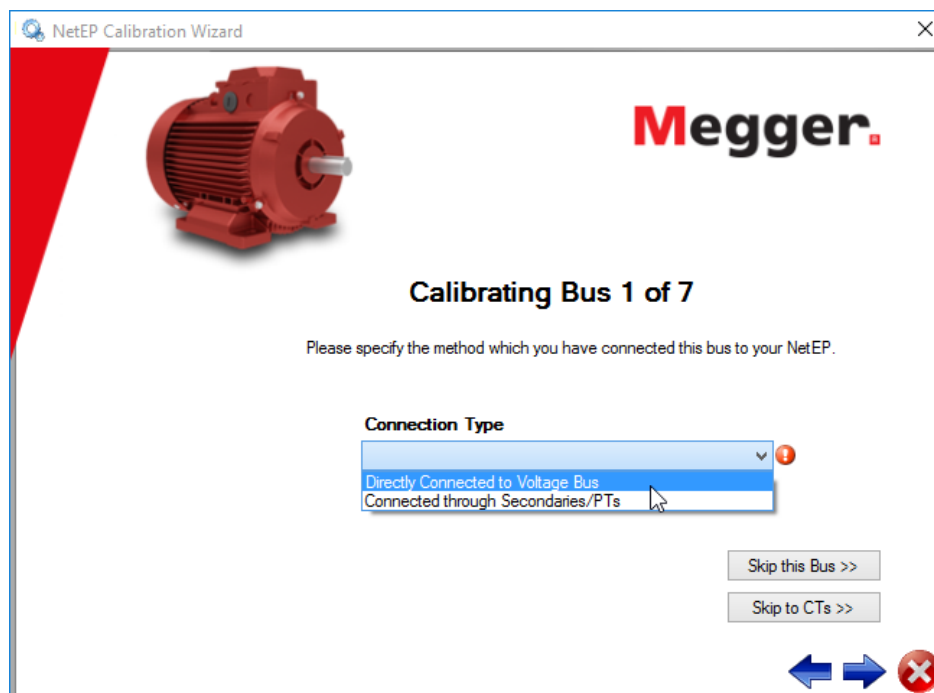 NetEP Calibration Wizard
Megger.
Calibrating Bus 1 of 7
Please specify the method which you have connected this bus to your NetEP.
Connection Type
Directly Connected to Voltage Bus
Connected through Secondaries/PTs
Skip this Bus >>
Skip to CTs >>